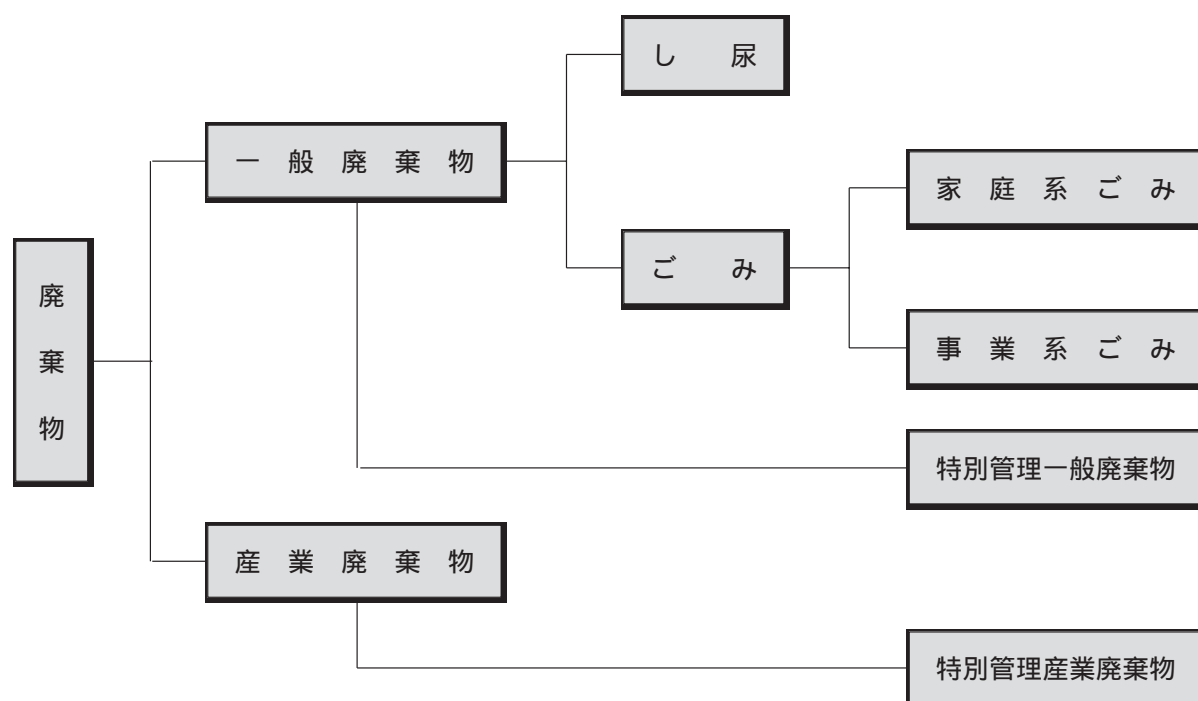 廃棄物
一般廃棄物
し尿
ごみ
家庭系ごみ
事業系ごみ
特別管理一般廃棄物
産業廃棄物
特別管理産業廃棄物